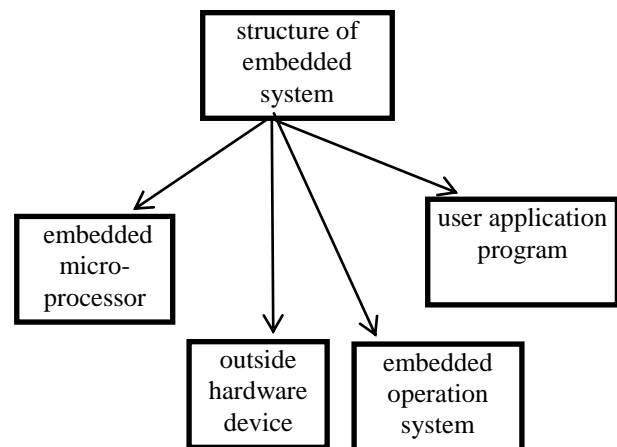 structure of
embedded
system
embedded
micro-
processor
user application
program
outside
hardware
device
embedded
operation
system